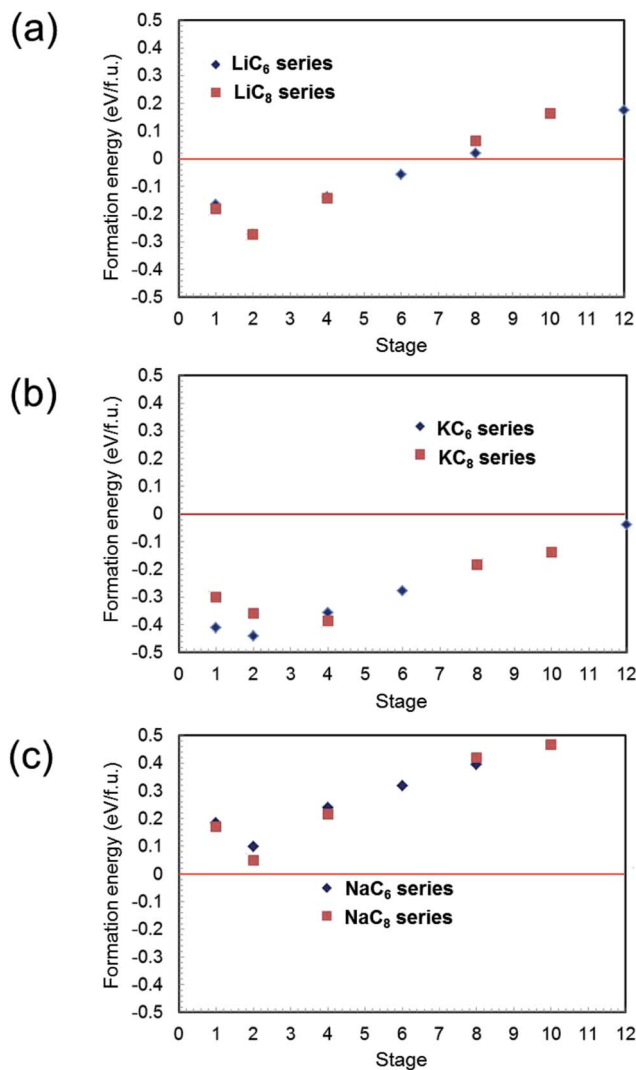 (a)
0.5
0.4
0.3
0.2
0.1
0
-0.1
-0.2
-0.3
-0.4
-0.5
Formation energy (eV/f.u.)
LiC₆ series
LiC₈ series
0 1 2 3 4 5 6 7 8 9 10 11 12
Stage
(b)
0.5
0.4
0.3
0.2
0.1
0
-0.1
-0.2
-0.3
-0.4
-0.5
Formation energy (eV/f.u.)
KC₆ series
KC₈ series
0 1 2 3 4 5 6 7 8 9 10 11 12
Stage
(c)
0.5
0.4
0.3
0.2
0.1
0
-0.1
-0.2
-0.3
-0.4
-0.5
Formation energy (eV/f.u.)
NaC₆ series
NaC₈ series
0 1 2 3 4 5 6 7 8 9 10 11 12
Stage